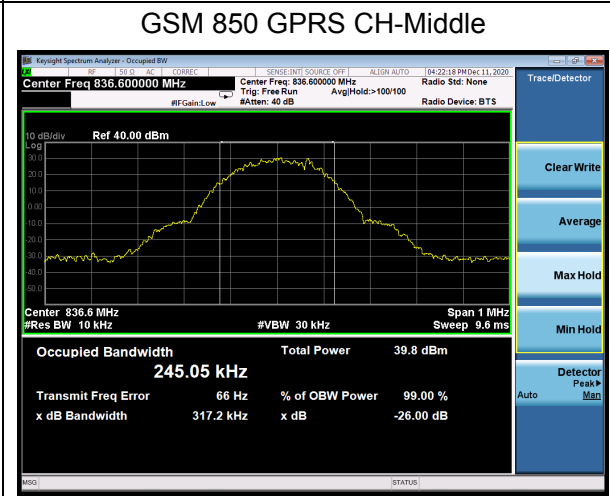 GSM 850 GPRS CH-Middle
Keysight Spectrum Analyzer - Occupied BW
RF 50 Ω AC CORREC SENSE:INT SOURCE OFF ALIGN AUTO 04:22:18 PM Dec 11, 2020
Center Freq 836.600000 MHz Center Freq: 836.600000 MHz Radio Std: None Trace/Detector
Trig: Free Run Avg|Hold:>100/100
#IFGain:Low #Atten: 40 dB Radio Device: BTS
10 dB/div Ref 40.00 dBm
Log
30.0
20.0
10.0
0.00
-10.0
-20.0
-30.0
-40.0
-50.0
Center 836.6 MHz Span 1 MHz
#Res BW 10 kHz #VBW 30 kHz Sweep 9.6 ms
Occupied Bandwidth Total Power 39.8 dBm
245.05 kHz
Transmit Freq Error 66 Hz % of OBW Power 99.00 %
x dB Bandwidth 317.2 kHz x dB -26.00 dB
Clear Write
Average
Max Hold
Min Hold
Detector
Peak▶
Auto Man
MSG STATUS